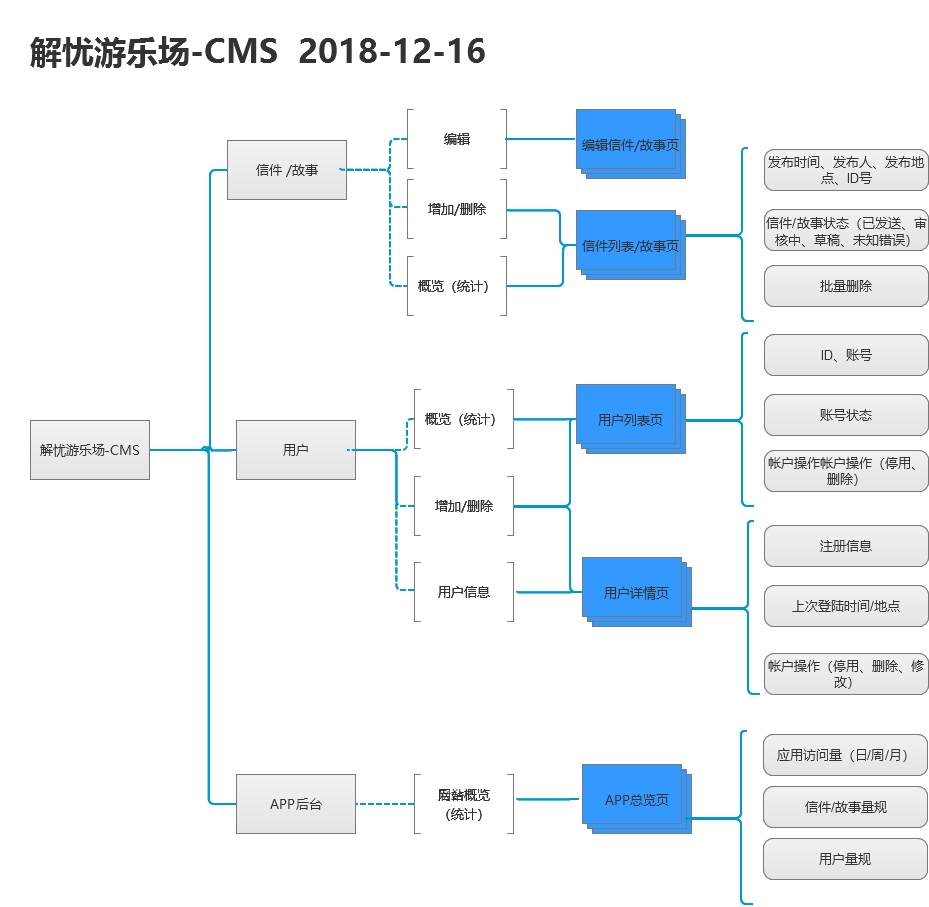 解忧游乐场-CMS 2018-12-16
解忧游乐场-CMS
信件 /故事
编辑
增加/删除
概览（统计）
编辑信件/故事页
信件列表/故事页
发布时间、发布人、发布地
点、ID号
信件/故事状态（已发送、审
核中、草稿、未知错误）
批量删除
用户
概览（统计）
增加/删除
用户信息
用户列表页
用户详情页
ID、账号
账号状态
帐户操作帐户操作（停用、
删除）
注册信息
上次登陆时间/地点
帐户操作（停用、删除、修
改）
APP后台
概览
（统计）
APP总览页
应用访问量（日/周/月）
信件/故事量规
用户量规